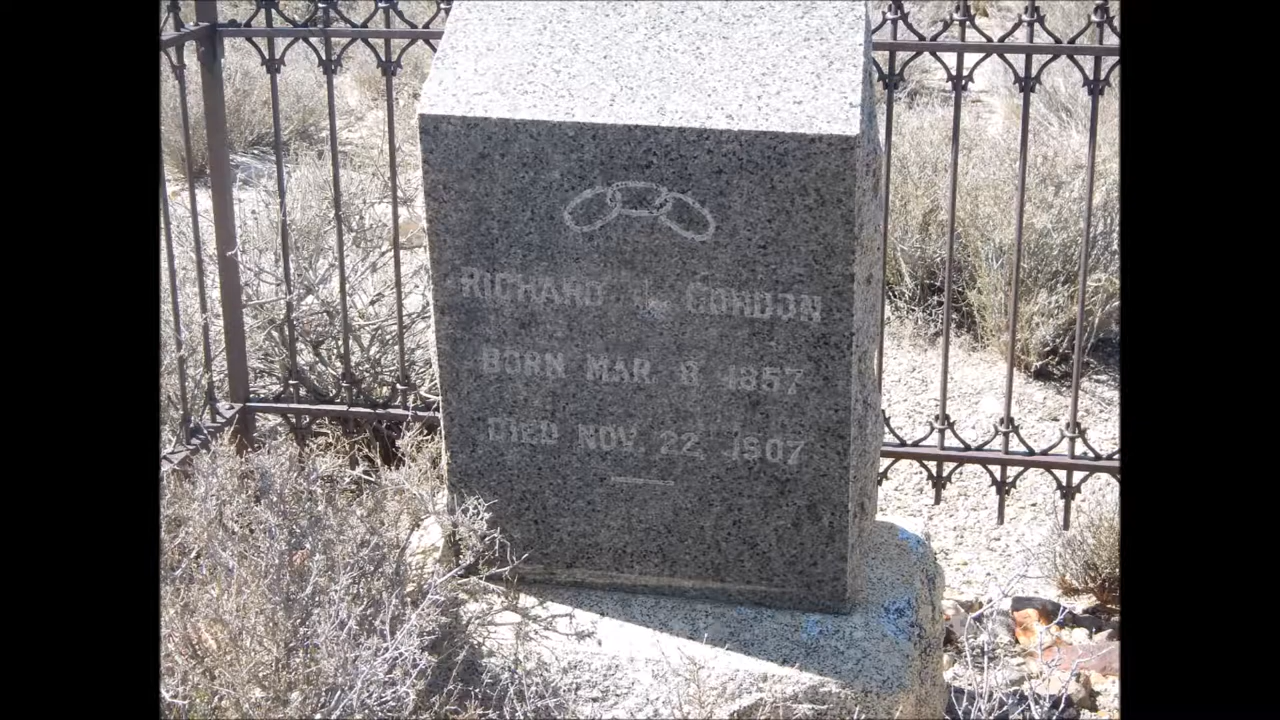 RICHARD L. GORDON
BORN MAR. 8, 1857
DIED NOV. 22, 1907